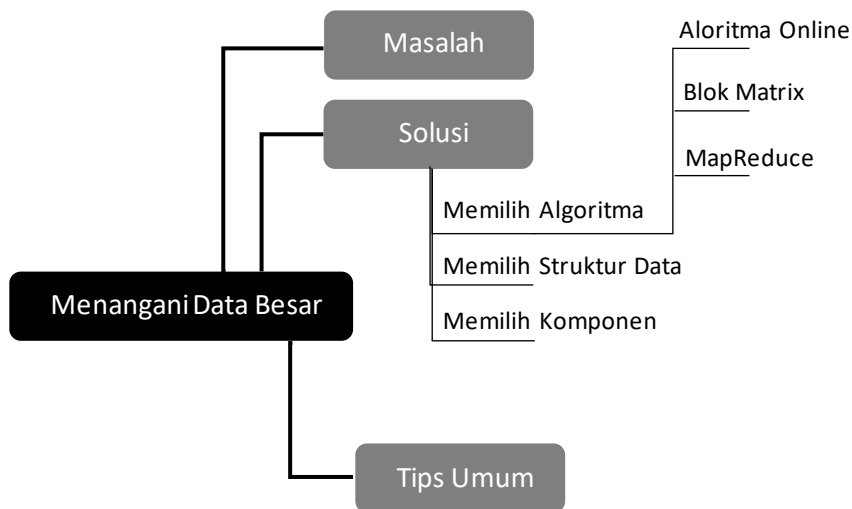 Masalah
Aloritma Online
Blok Matrix
Solusi
MapReduce
Memilih Algoritma
Memilih Struktur Data
Menangani Data Besar
Memilih Komponen
Tips Umum